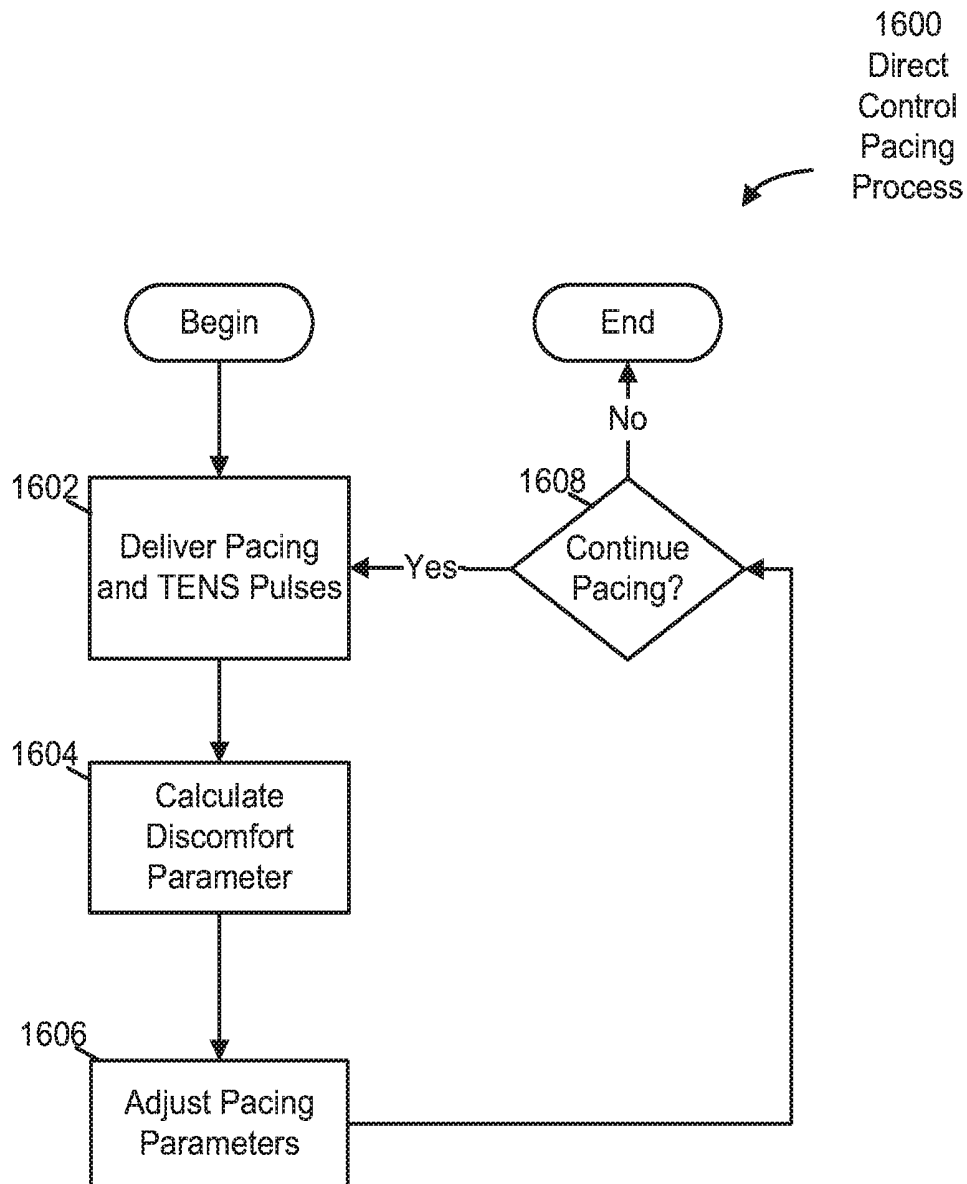 1600
Direct
Control
Pacing
Process
Begin
End
No
1602
Deliver Pacing
and TENS Pulses
Yes
1608
Continue
Pacing?
1604
Calculate
Discomfort
Parameter
1606
Adjust Pacing
Parameters